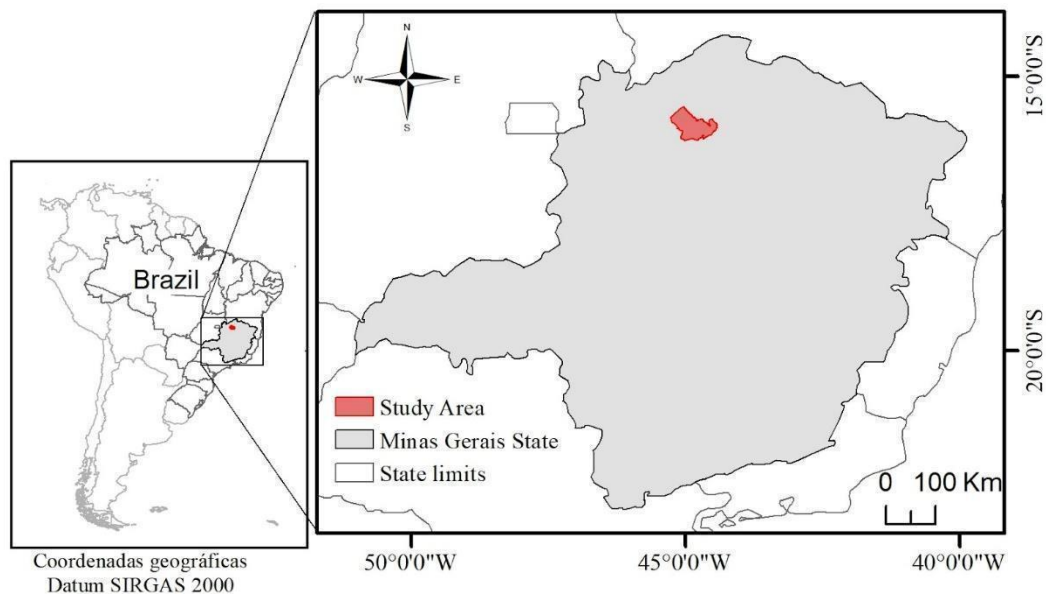 N
W E
S
15°0'0"S
Brazil
20°0'0"S
Study Area
Minas Gerais State
State limits
0 100 Km
50°0'0"W 45°0'0"W 40°0'0"W
Coordenadas geográficas
Datum SIRGAS 2000